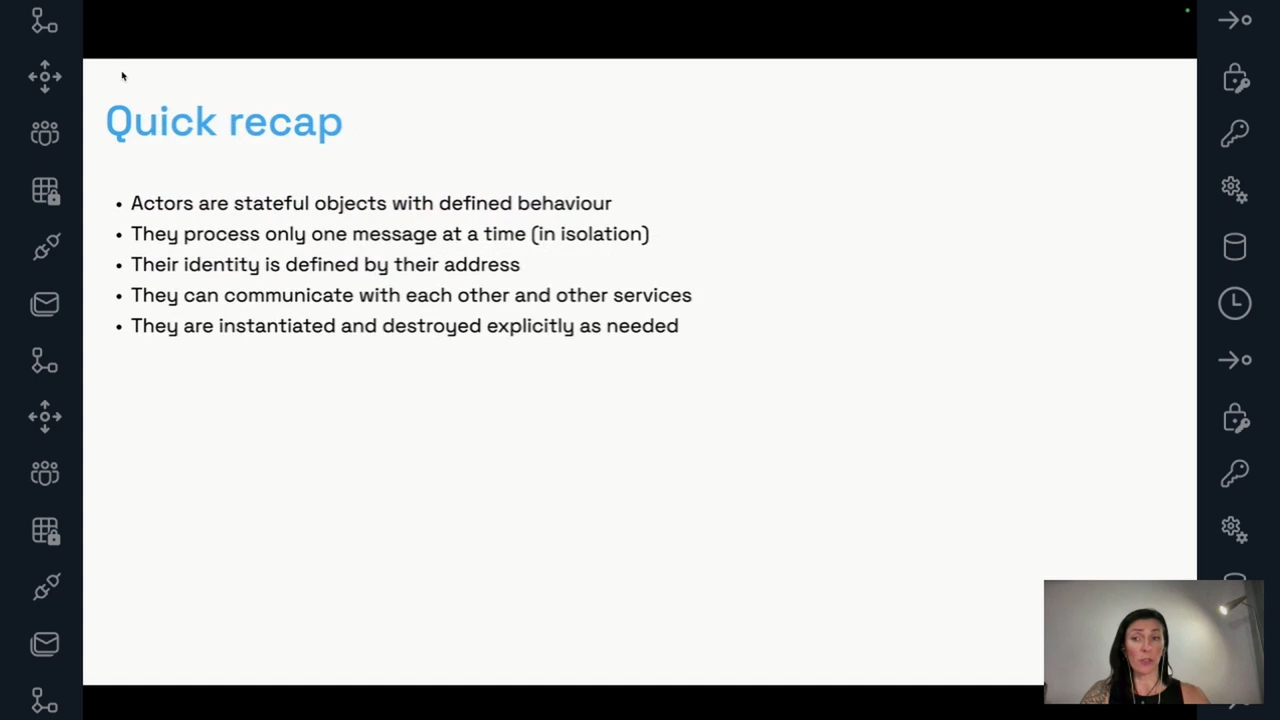 Quick recap
• Actors are stateful objects with defined behaviour
• They process only one message at a time (in isolation)
• Their identity is defined by their address
• They can communicate with each other and other services
• They are instantiated and destroyed explicitly as needed